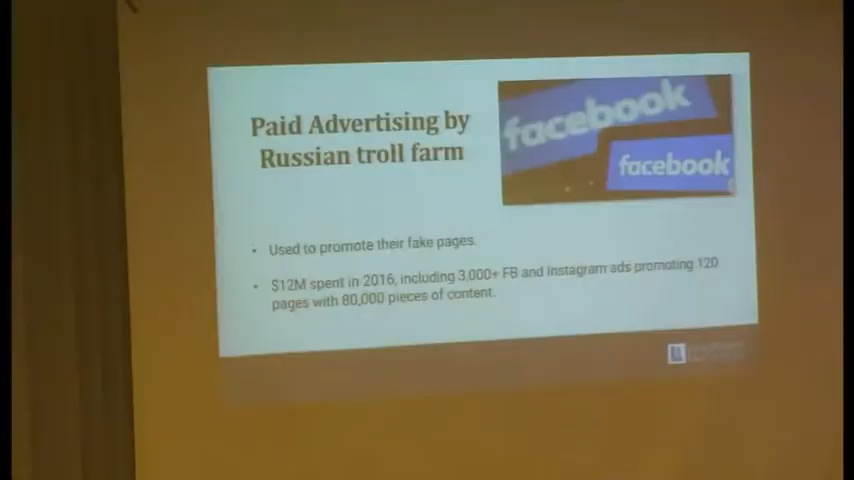 Paid Advertising by
Russian troll farm
facebook
facebook
• Used to promote their fake pages.
• $12M spent in 2016, including 3,000+ FB and Instagram ads promoting 120
pages with 80,000 pieces of content.